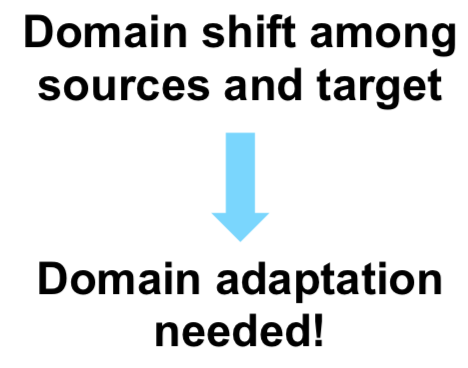 Domain shift among
sources and target
Domain adaptation
needed!